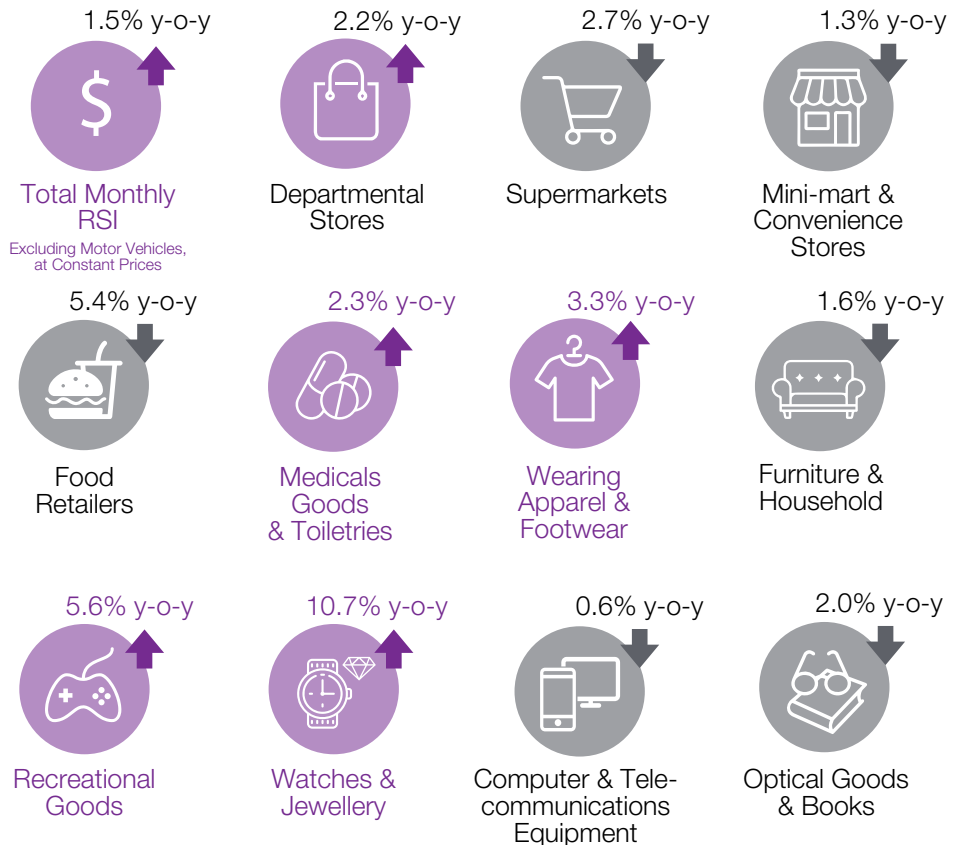 1.5% y-o-y
$
Total Monthly
RSI
Excluding Motor Vehicles,
at Constant Prices
2.2% y-o-y
Departmental
Stores
2.7% y-o-y
Supermarkets
1.3% y-o-y
Mini-mart &
Convenience
Stores
5.4% y-o-y
Food
Retailers
2.3% y-o-y
Medicals
Goods
& Toiletries
3.3% y-o-y
Wearing
Apparel &
Footwear
1.6% y-o-y
Furniture &
Household
5.6% y-o-y
Recreational
Goods
10.7% y-o-y
Watches &
Jewellery
0.6% y-o-y
Computer & Tele-
communications
Equipment
2.0% y-o-y
Optical Goods
& Books